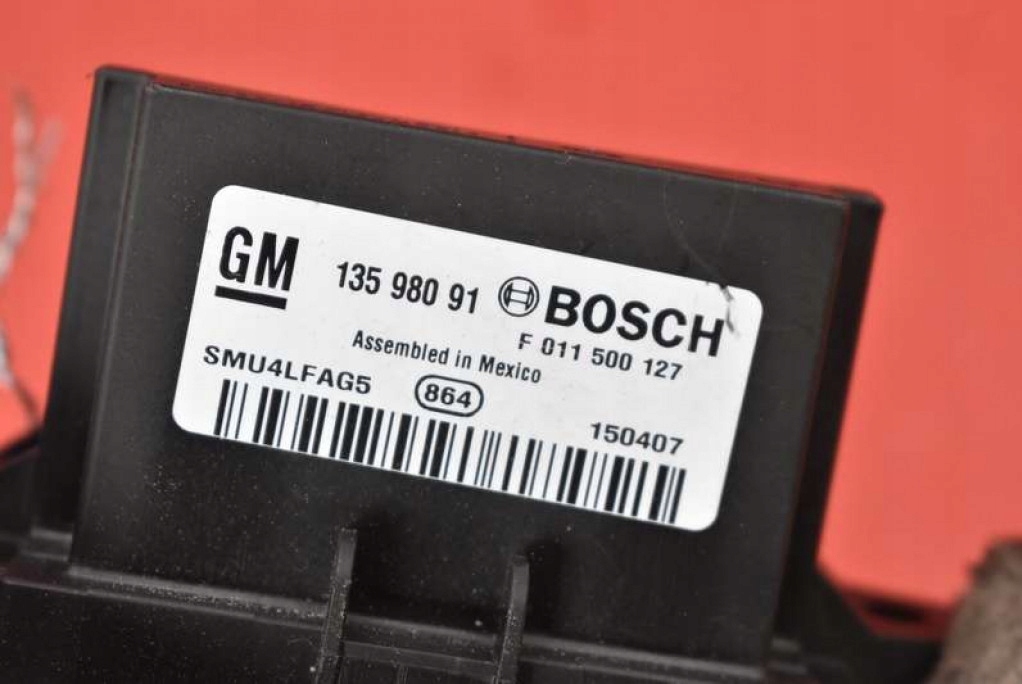 GM 135 980 91 BOSCH
F 011 500 127
Assembled in Mexico
SMU4LFAG5 864
150407